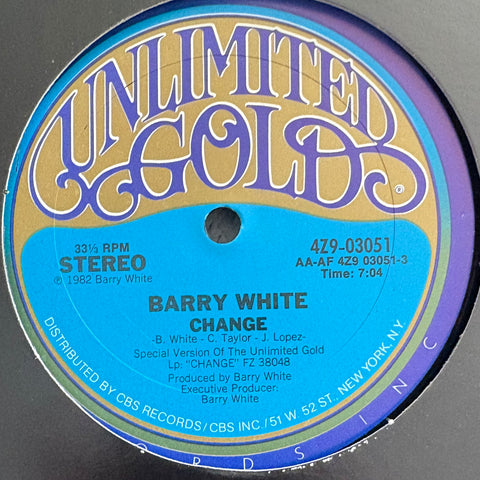 UNLIMITED
GOLD
®
33⅓ RPM
STEREO
℗ 1982 Barry White
4Z9-03051
AA-AF 4Z9 03051-3
Time: 7:04
BARRY WHITE
CHANGE
-B. White - C. Taylor - J. Lopez-
Special Version Of The Unlimited Gold
Lp: "CHANGE" FZ 38048
Produced by Barry White
Executive Producer:
Barry White
DISTRIBUTED BY CBS RECORDS/CBS INC./51 W. 52 ST. NEW YORK, N.Y.
ORDS INC